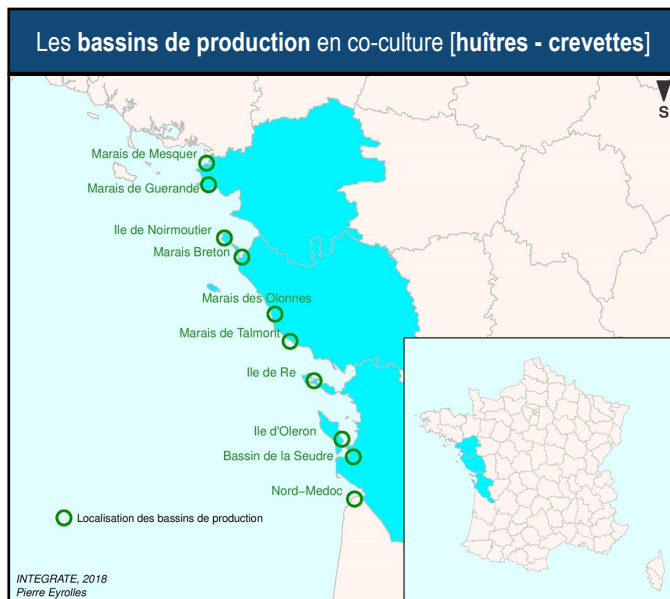 Les bassins de production en co-culture [huîtres - crevettes]
S
Marais de Mesquer
Marais de Guerande
Ile de Noirmoutier
Marais Breton
Marais des Olonnes
Marais de Talmont
Ile de Re
Ile d'Oleron
Bassin de la Seudre
Nord-Medoc
Localisation des bassins de production
INTEGRATE, 2018
Pierre Eyrolles